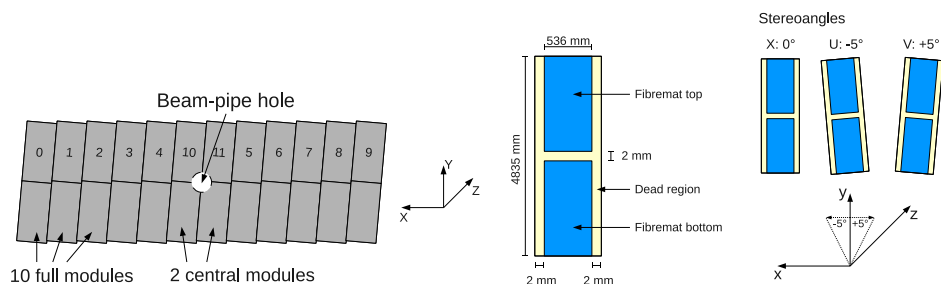 Beam-pipe hole
0 1 2 3 4 10 11 5 6 7 8 9
Y
Z
X
10 full modules
2 central modules
536 mm
4835 mm
Fibremat top
2 mm
Dead region
Fibremat bottom
2 mm
2 mm
Stereoangles
X: 0°
U: -5°
V: +5°
y
z
-5°
+5°
x